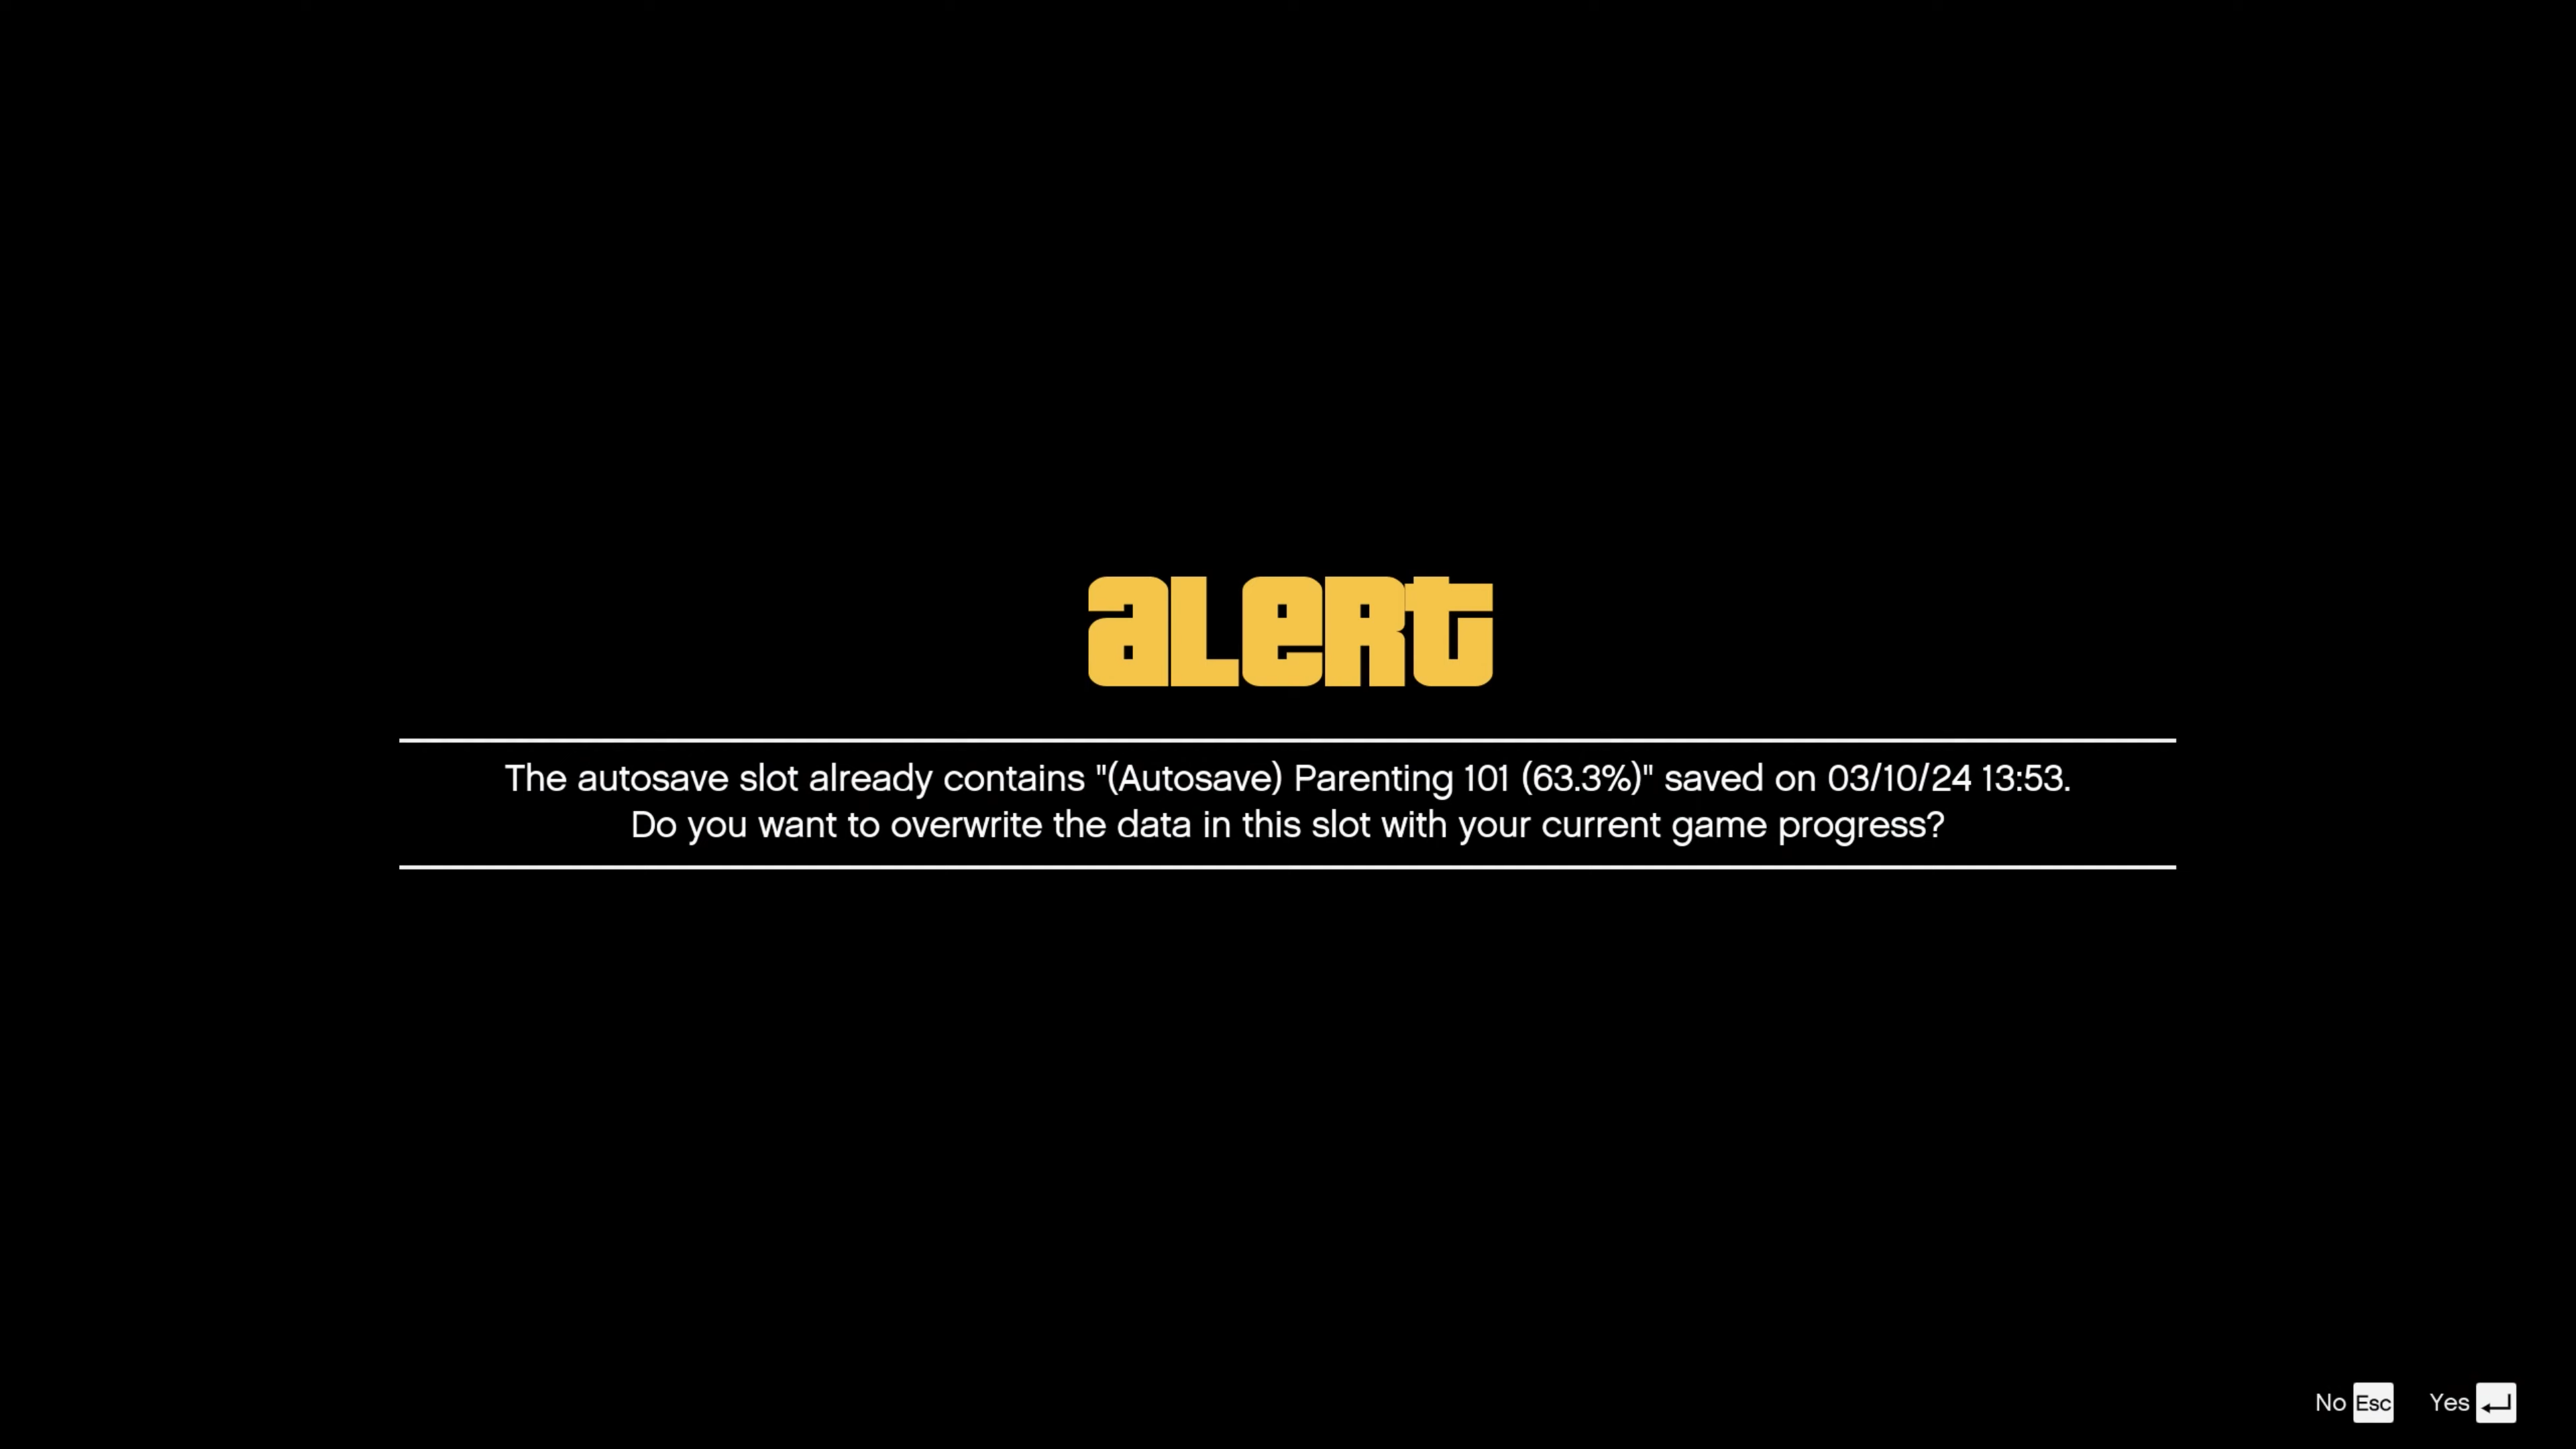 aLeRt
The autosave slot already contains "(Autosave) Parenting 101 (63.3%)" saved on 03/10/24 13:53.
Do you want to overwrite the data in this slot with your current game progress?
No Esc Yes